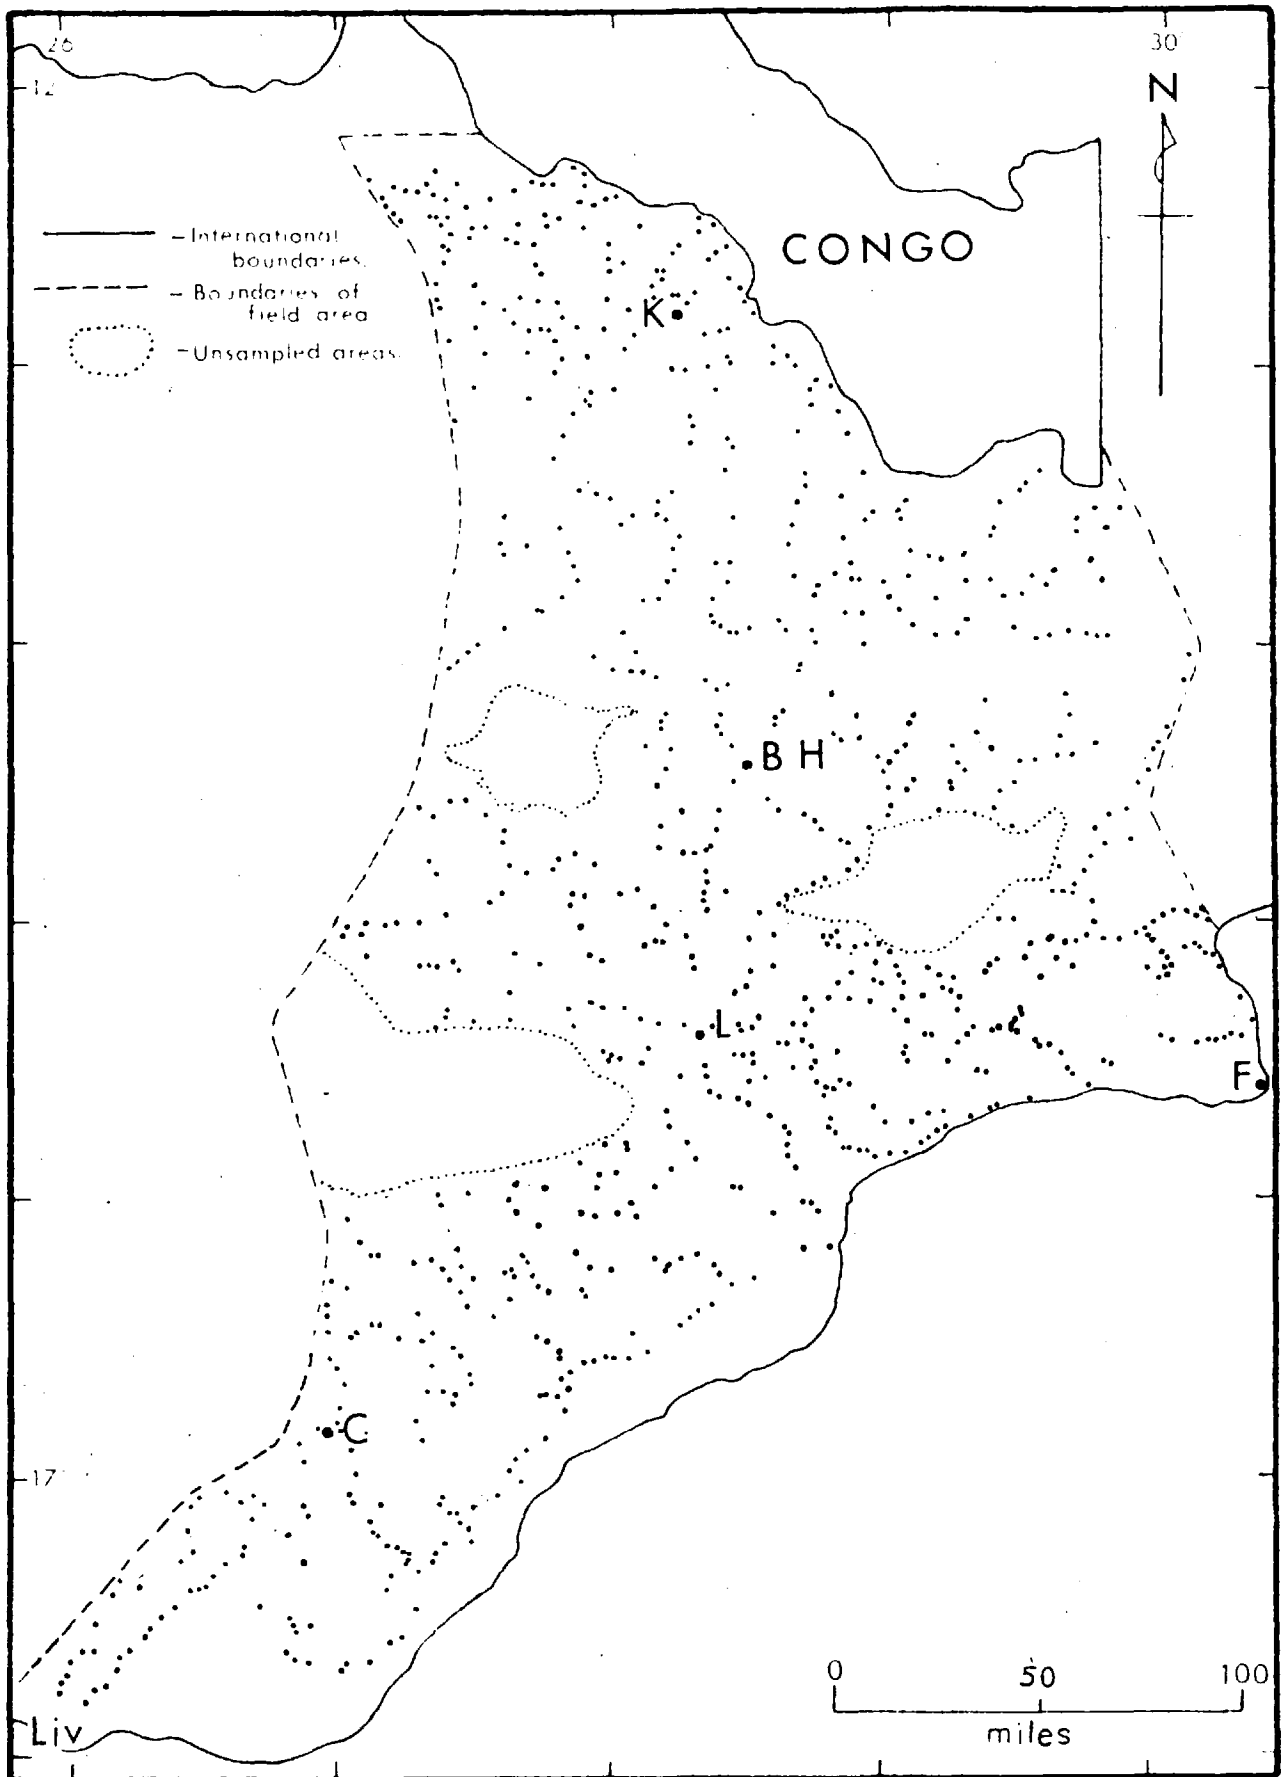 26
30
12
N
— International
boundaries.
CONGO
— Boundaries of
field area
K
— Unsampled areas.
B H
L
F
C
17
0 50 100
miles
Liv